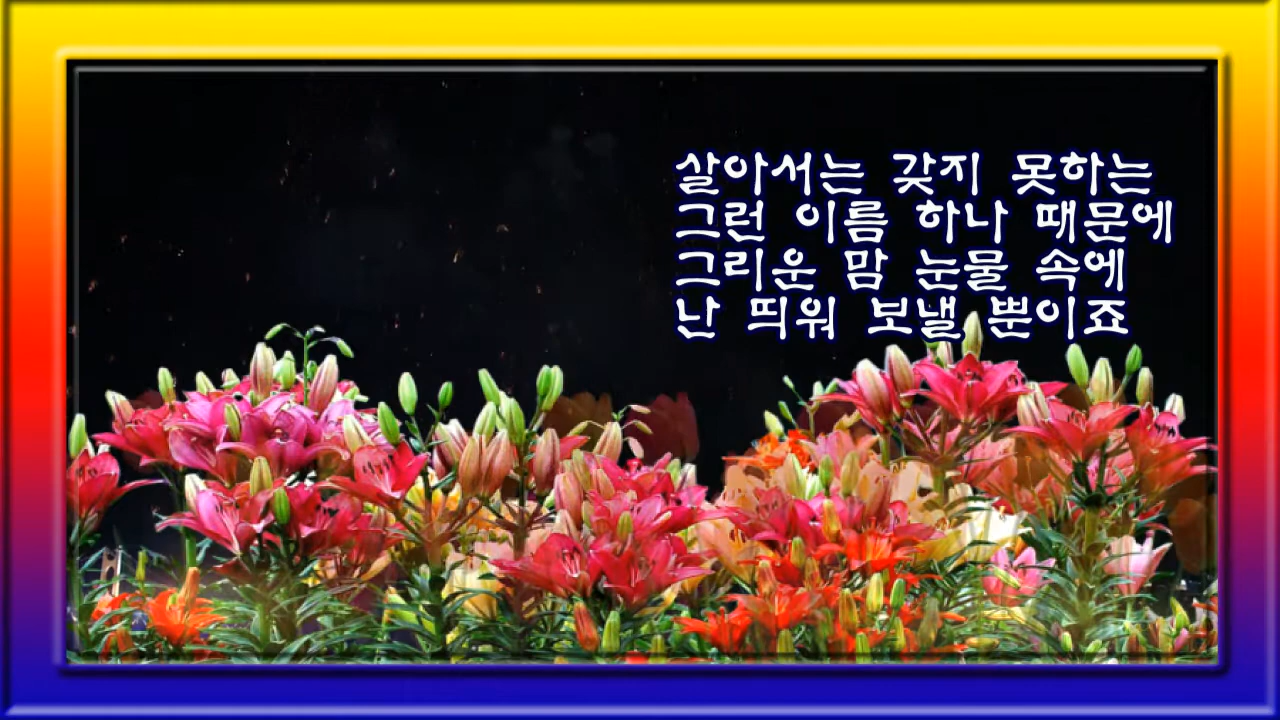 살아서는 갖지 못하는
그런 이름 하나 때문에
그리운 맘 눈물 속에
난 띄워 보낼 뿐이죠